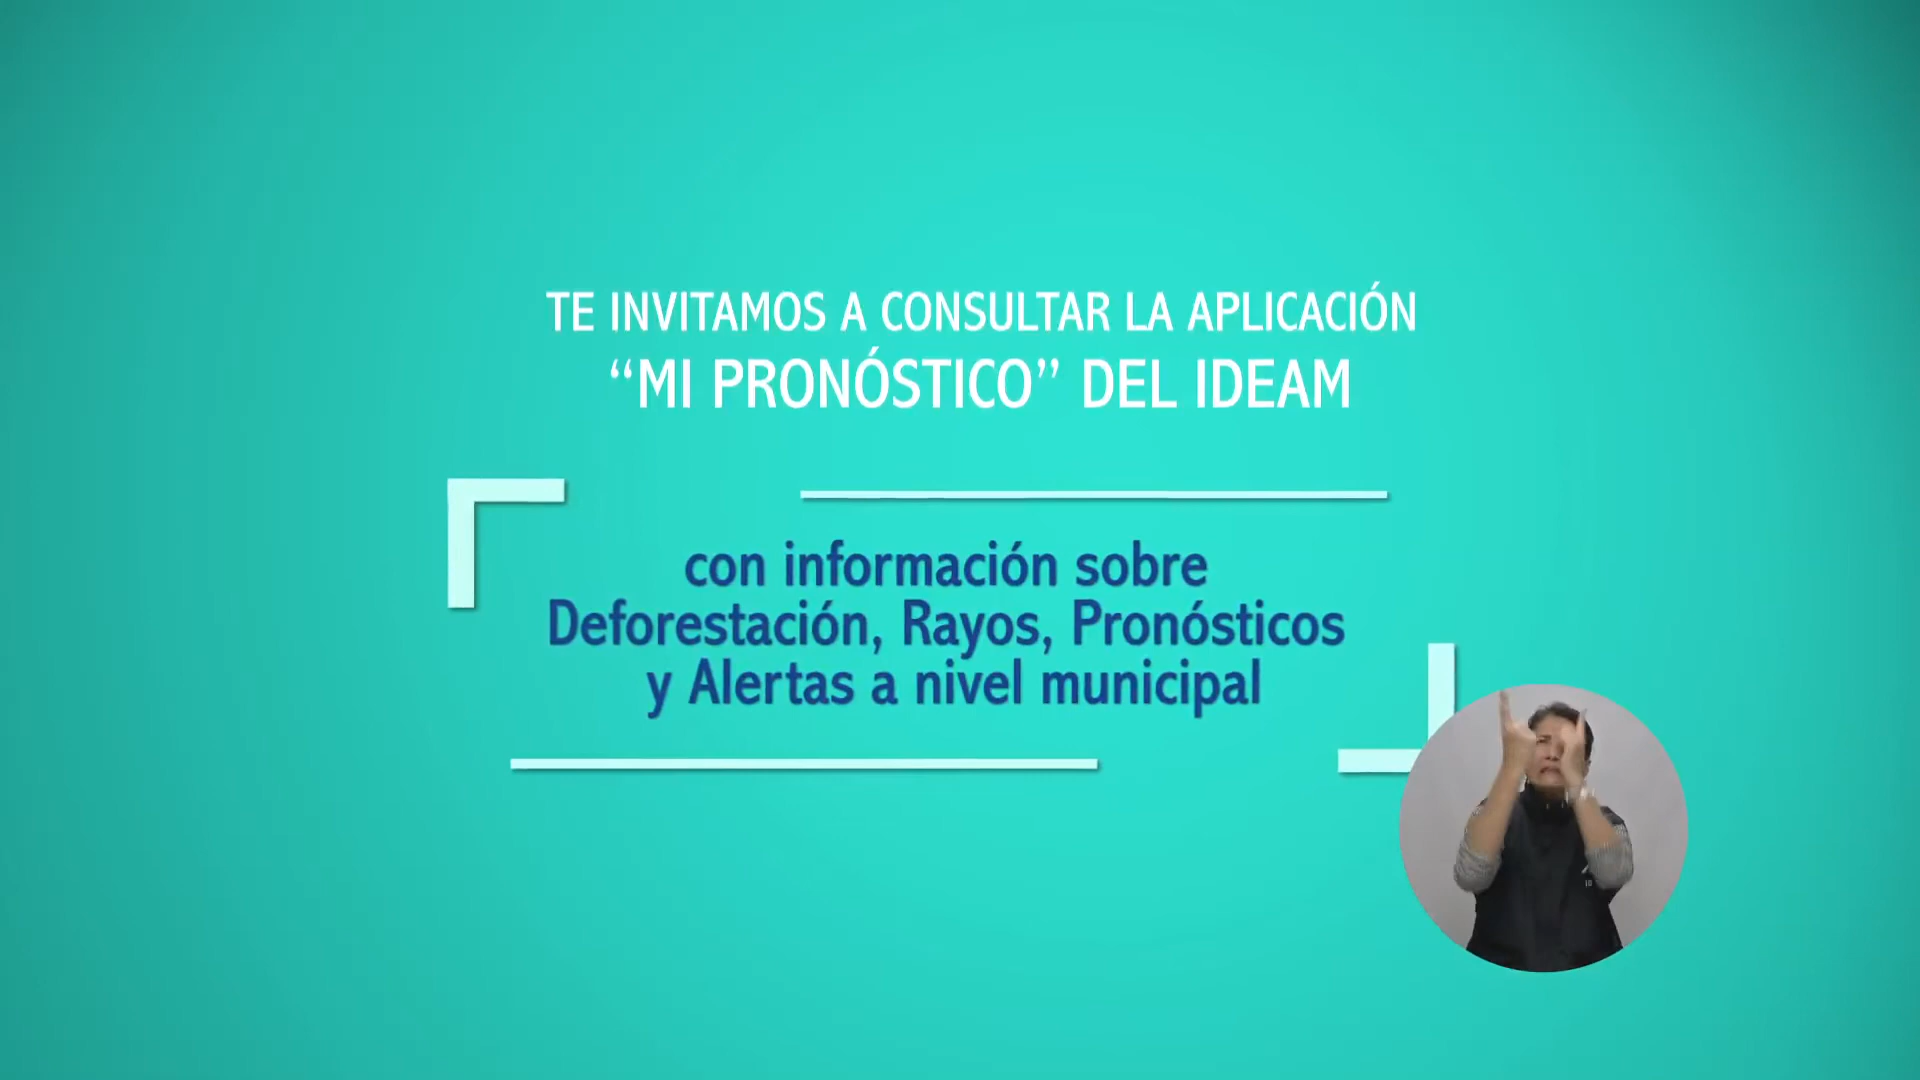 TE INVITAMOS A CONSULTAR LA APLICACIÓN
“MI PRONÓSTICO” DEL IDEAM
con información sobre
Deforestación, Rayos, Pronósticos
y Alertas a nivel municipal